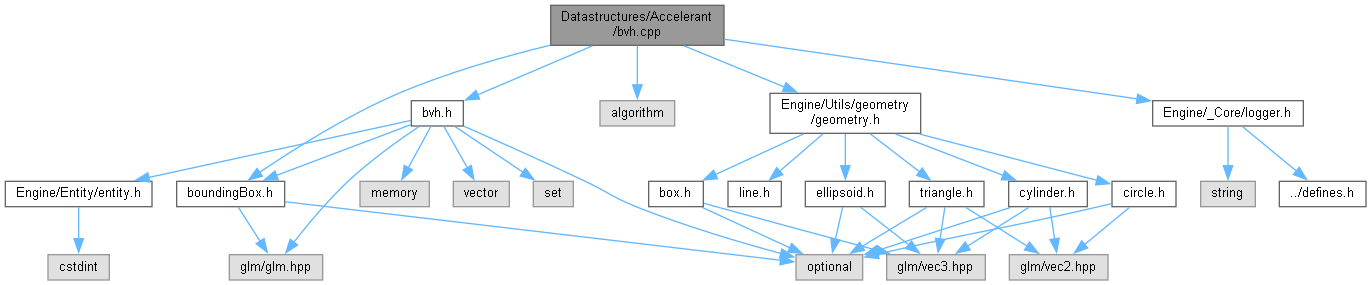 Datastructures/Accelerant
/bvh.cpp
bvh.h
algorithm
Engine/Utils/geometry
/geometry.h
Engine/_Core/logger.h
Engine/Entity/entity.h
boundingBox.h
memory
vector
set
box.h
line.h
ellipsoid.h
triangle.h
cylinder.h
circle.h
string
../defines.h
cstdint
glm/glm.hpp
optional
glm/vec3.hpp
glm/vec2.hpp